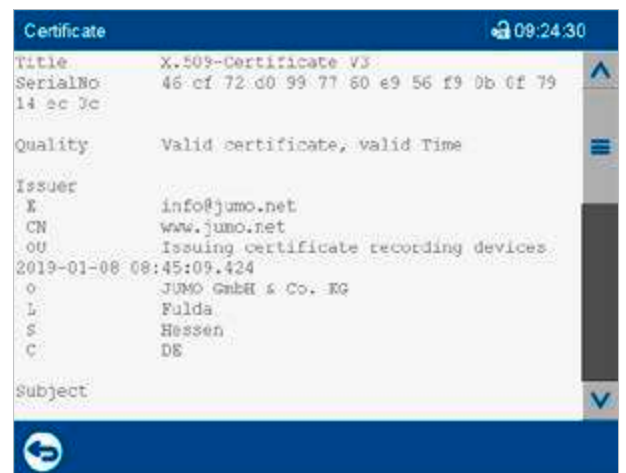 Certificate 09:24:30
Title X.509-Certificate V3
SerialNo 46 cf 72 d0 99 77 60 e9 56 f9 0b 0f 79
14 ec 3c
Quality Valid certificate, valid Time
Issuer
E info@jumo.net
CN www.jumo.net
OU Issuing certificate recording devices
2019-01-08 08:45:09.424
O JUMO GmbH & Co. KG
L Fulda
S Hessen
C DE
Subject